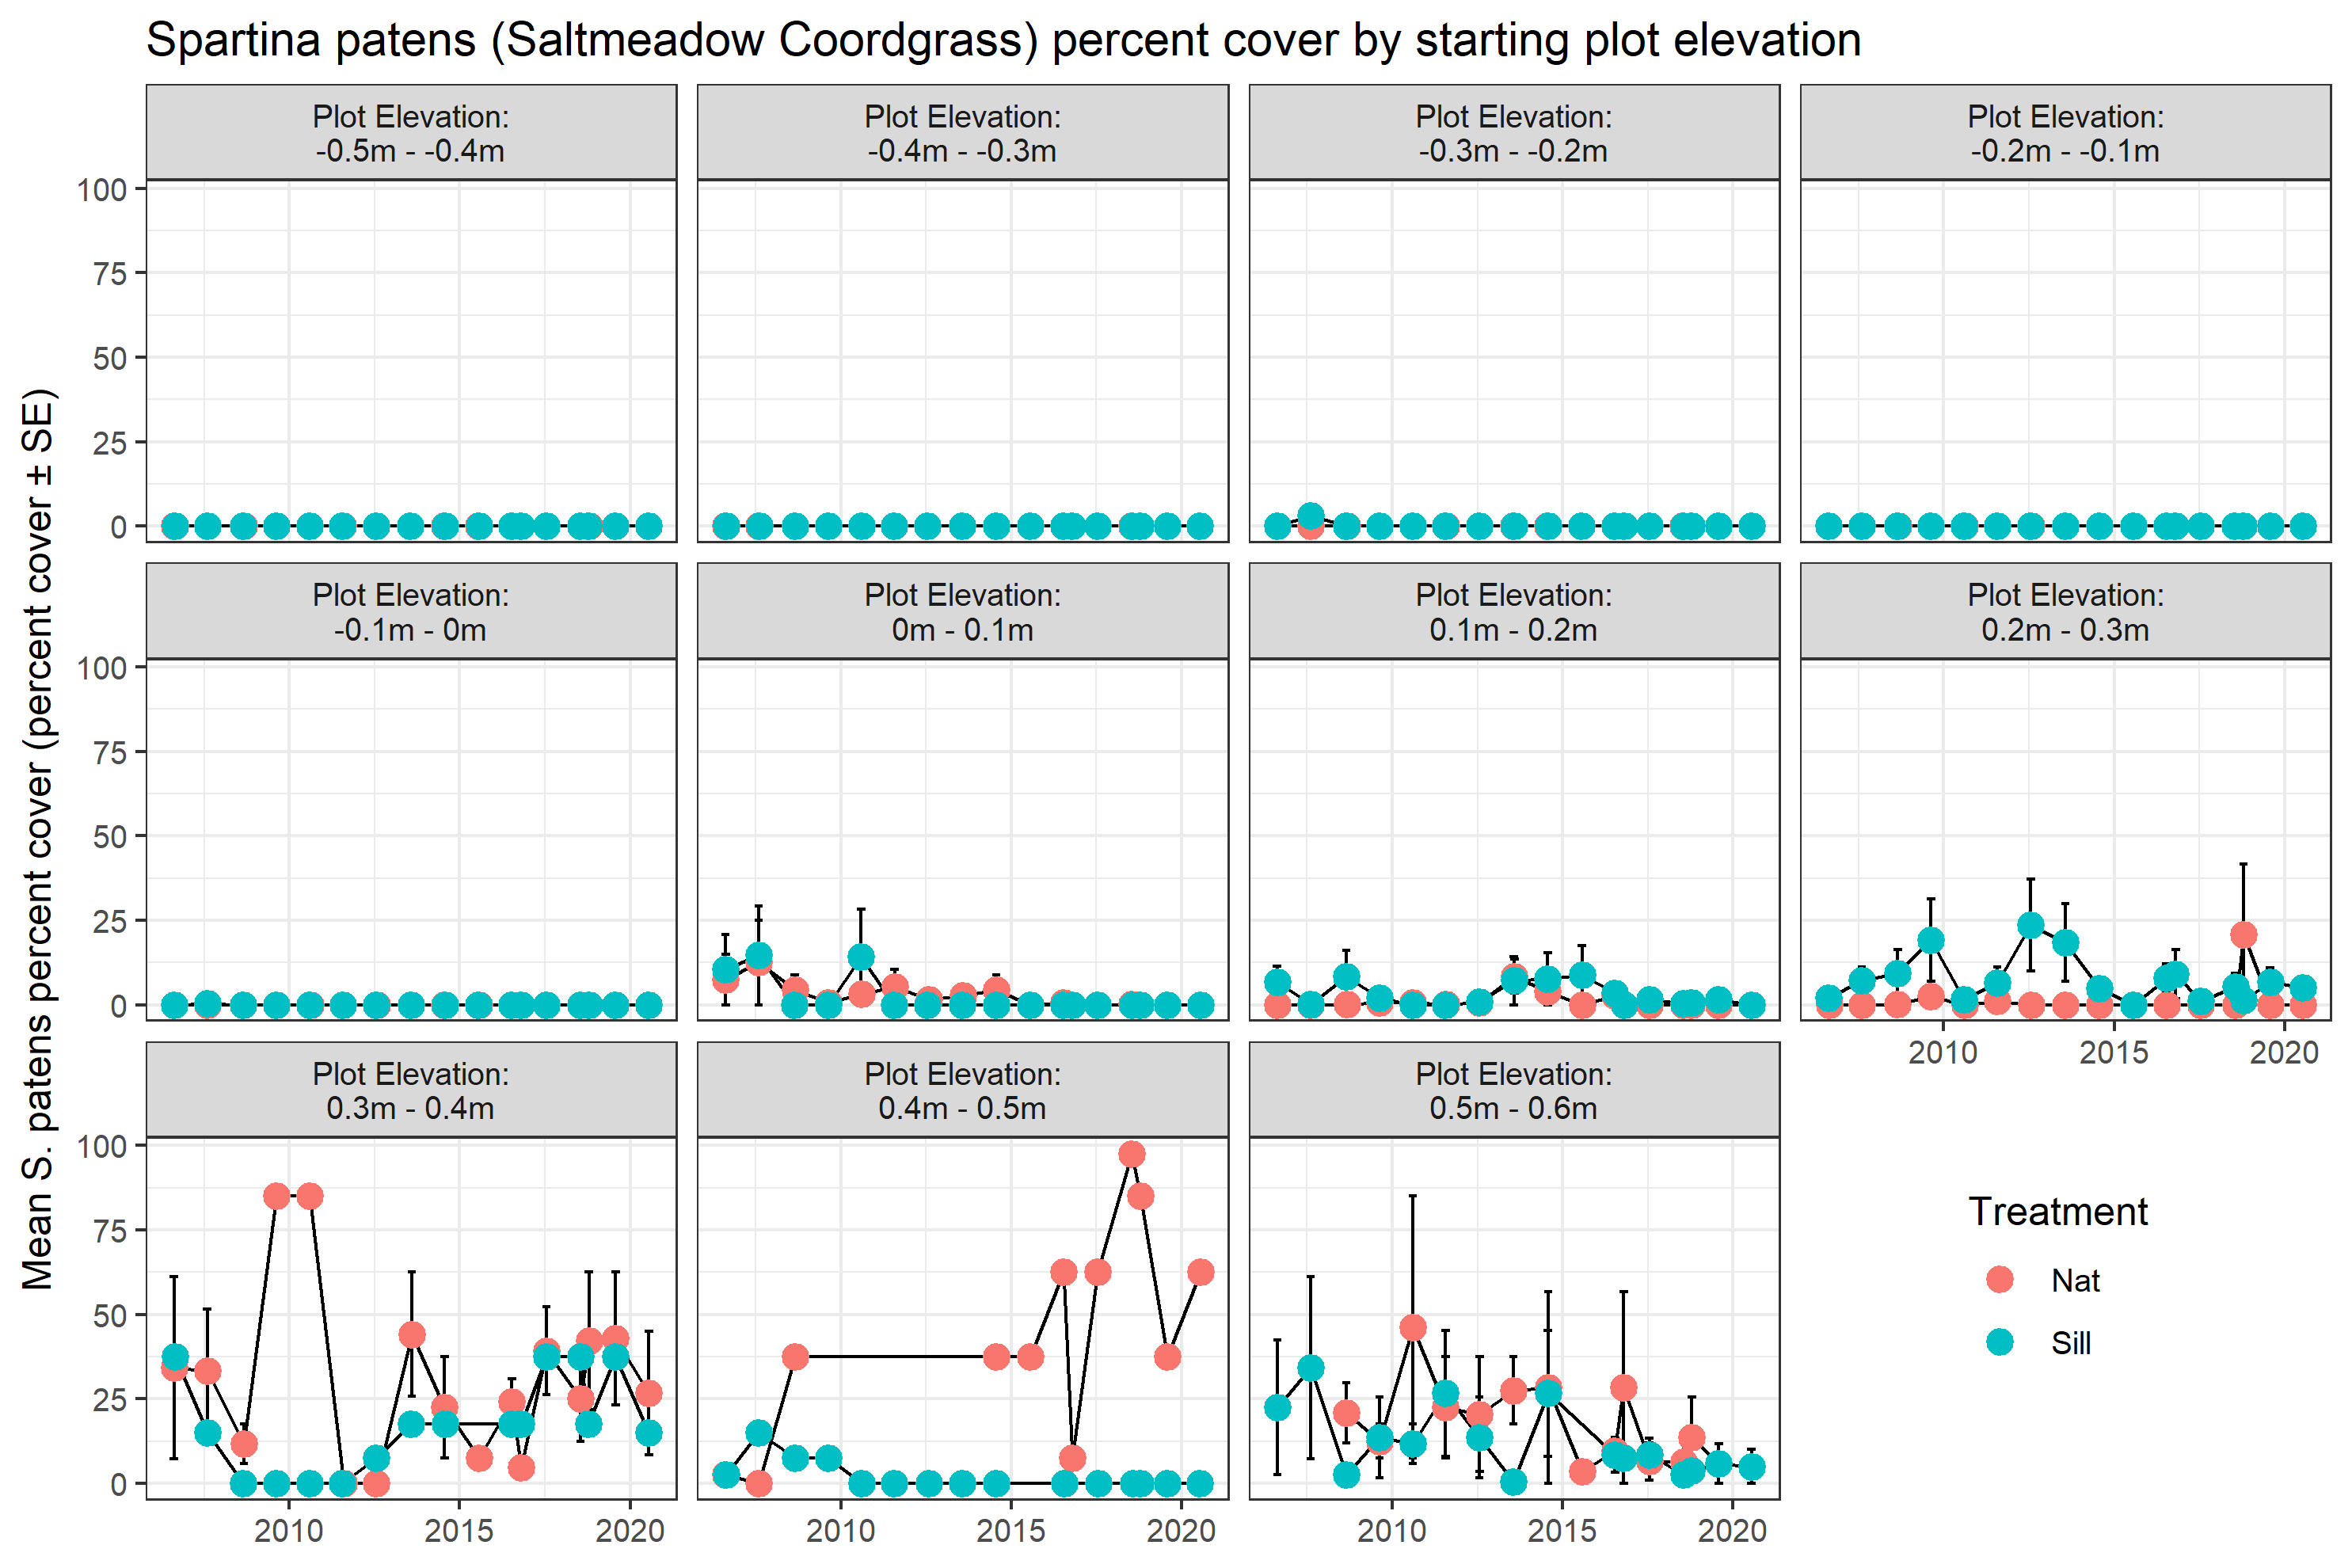 Spartina patens (Saltmeadow Coordgrass) percent cover by starting plot elevation
Mean S. patens percent cover (percent cover ± SE)
Plot Elevation:
-0.5m - -0.4m
Plot Elevation:
-0.4m - -0.3m
Plot Elevation:
-0.3m - -0.2m
Plot Elevation:
-0.2m - -0.1m
100
75
50
25
0
Plot Elevation:
-0.1m - 0m
Plot Elevation:
0m - 0.1m
Plot Elevation:
0.1m - 0.2m
Plot Elevation:
0.2m - 0.3m
100
75
50
25
0
2010 2015 2020
Plot Elevation:
0.3m - 0.4m
Plot Elevation:
0.4m - 0.5m
Plot Elevation:
0.5m - 0.6m
100
75
50
25
0
2010 2015 2020
2010 2015 2020
2010 2015 2020
Treatment
Nat
Sill